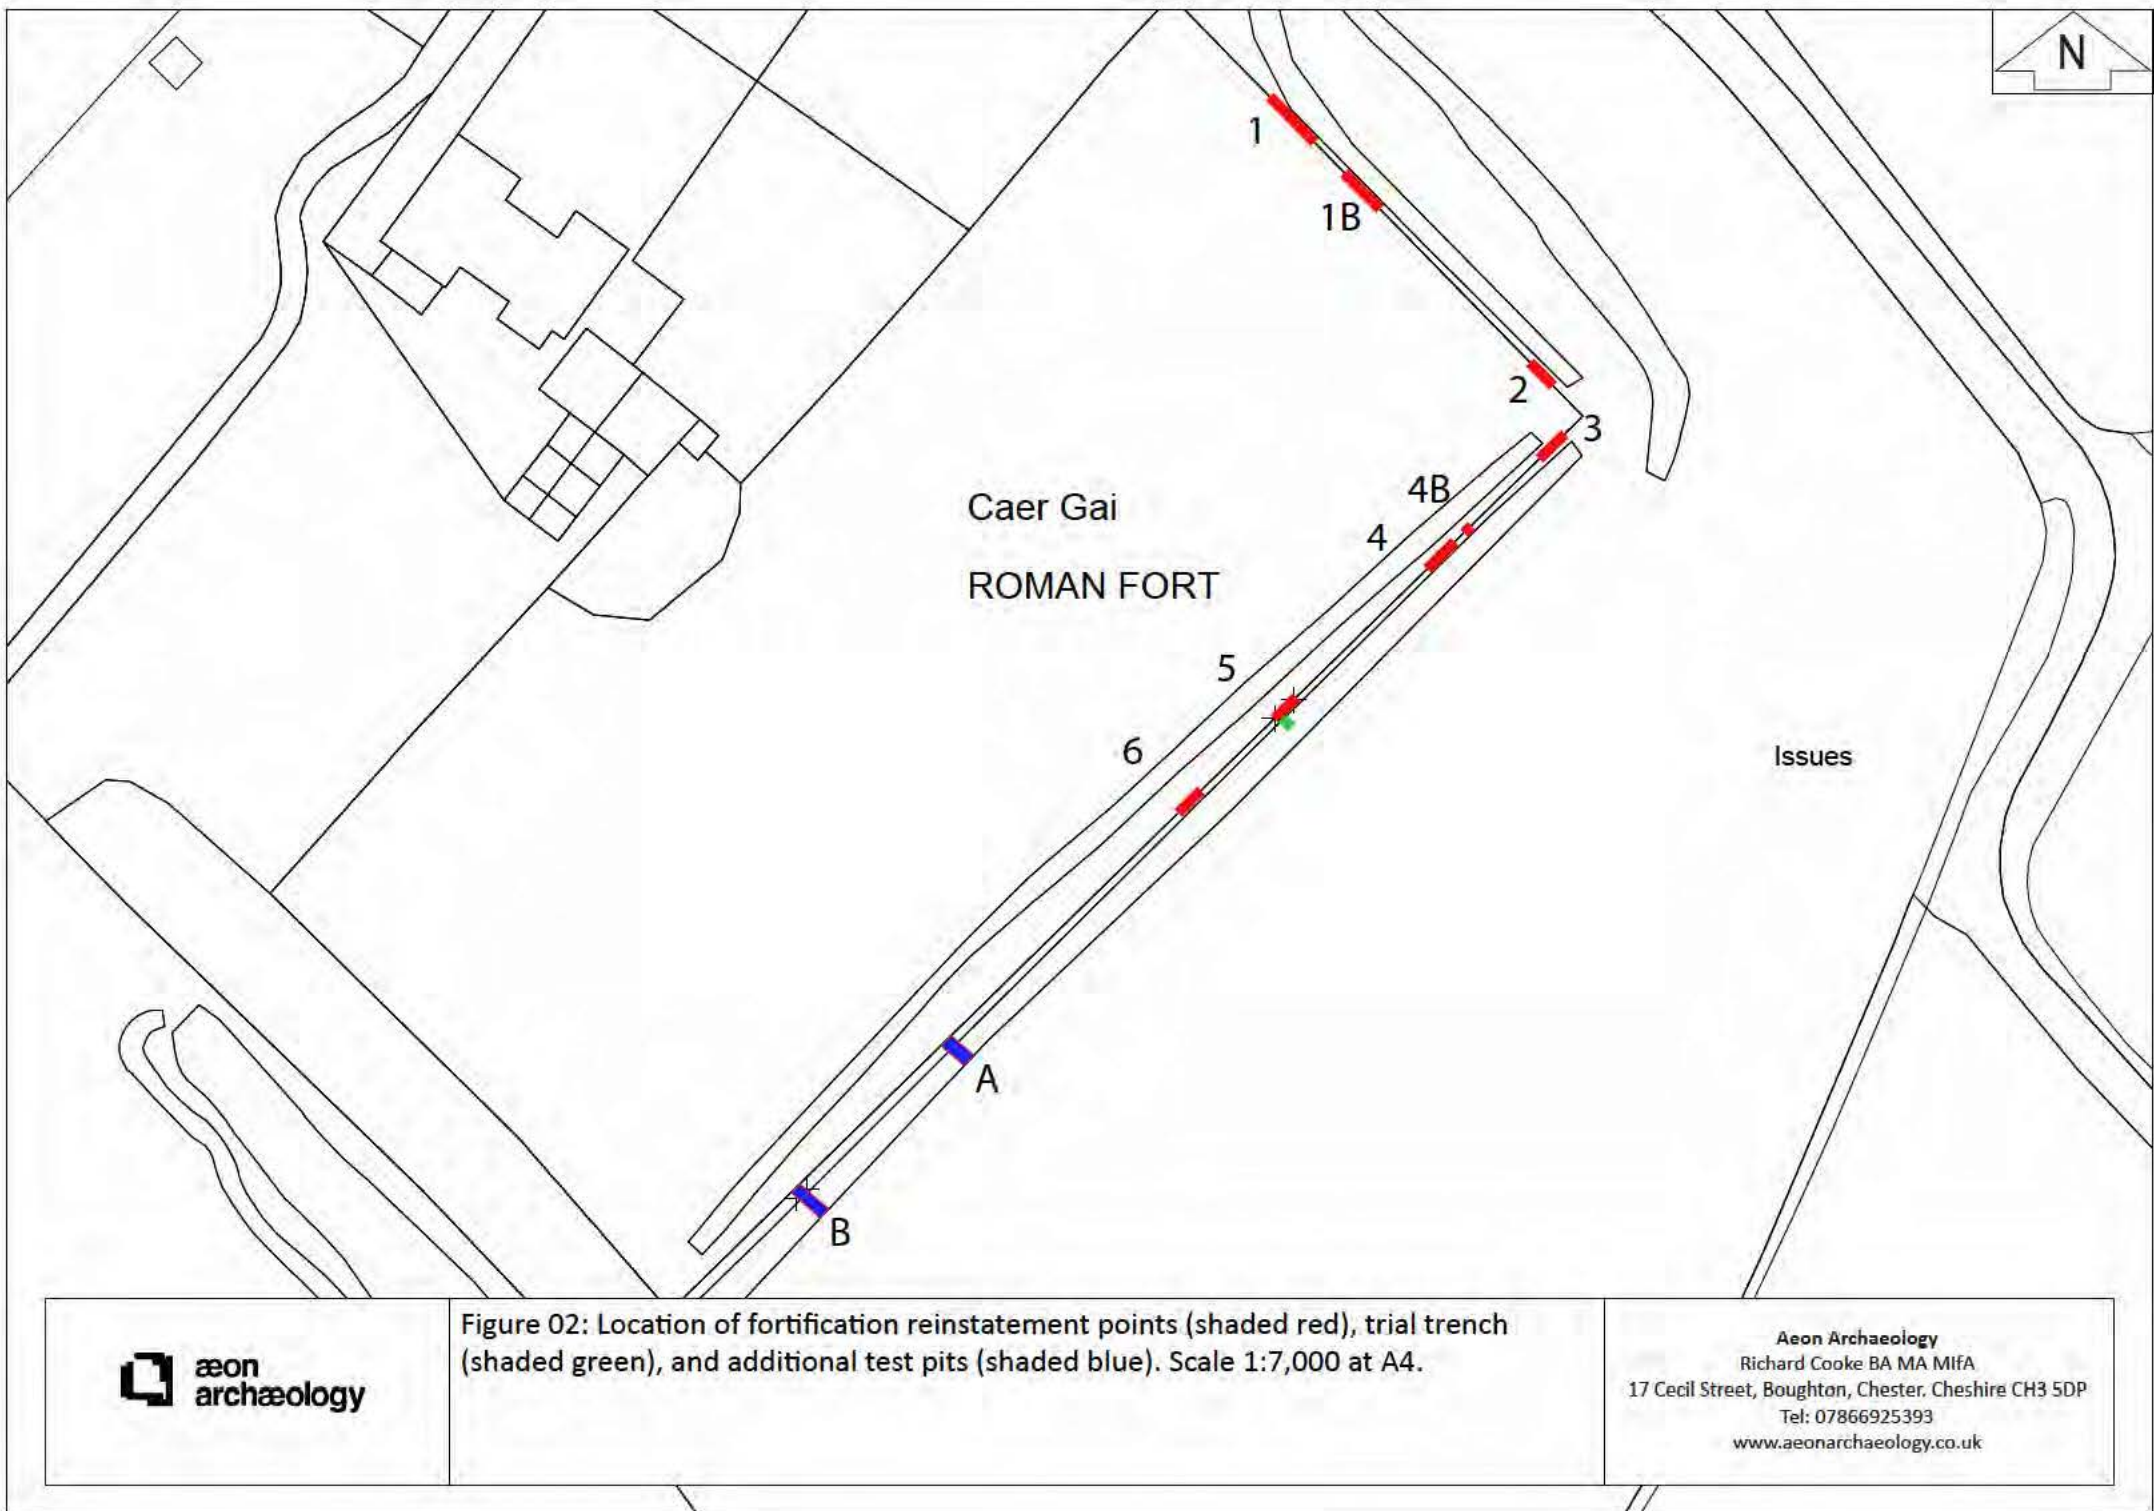 N
1
1B
2
3
4B
4
Caer Gai
ROMAN FORT
5
6
Issues
A
B
æon
archæology
Figure 02: Location of fortification reinstatement points (shaded red), trial trench
(shaded green), and additional test pits (shaded blue). Scale 1:7,000 at A4.
Aeon Archaeology
Richard Cooke BA MA MIfA
17 Cecil Street, Boughton, Chester. Cheshire CH3 5DP
Tel: 07866925393
www.aeonarchaeology.co.uk